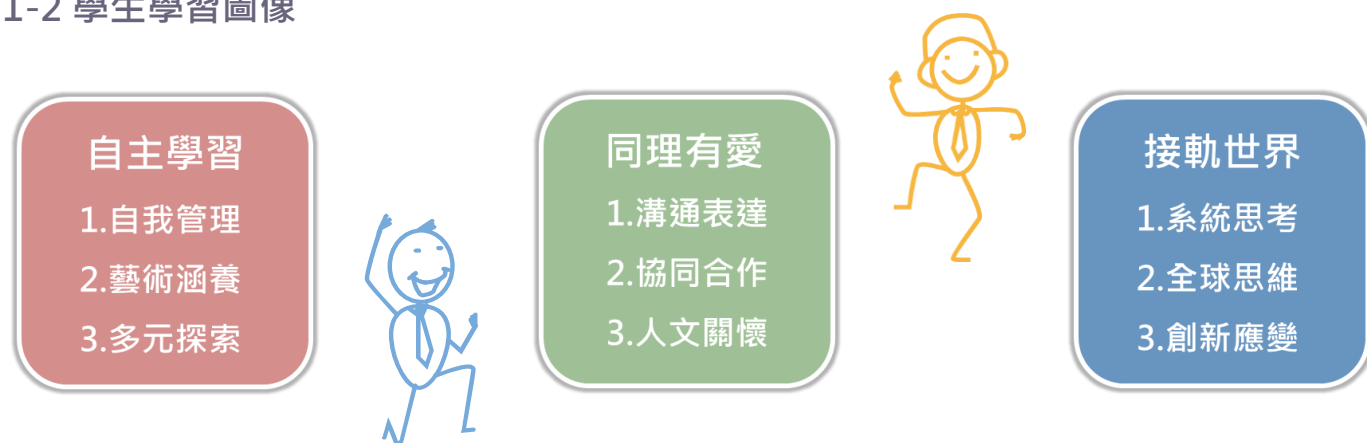 1-2 學生學習圖像
自主學習
1.自我管理
2.藝術涵養
3.多元探索
同理有愛
1.溝通表達
2.協同合作
3.人文關懷
接軌世界
1.系統思考
2.全球思維
3.創新應變